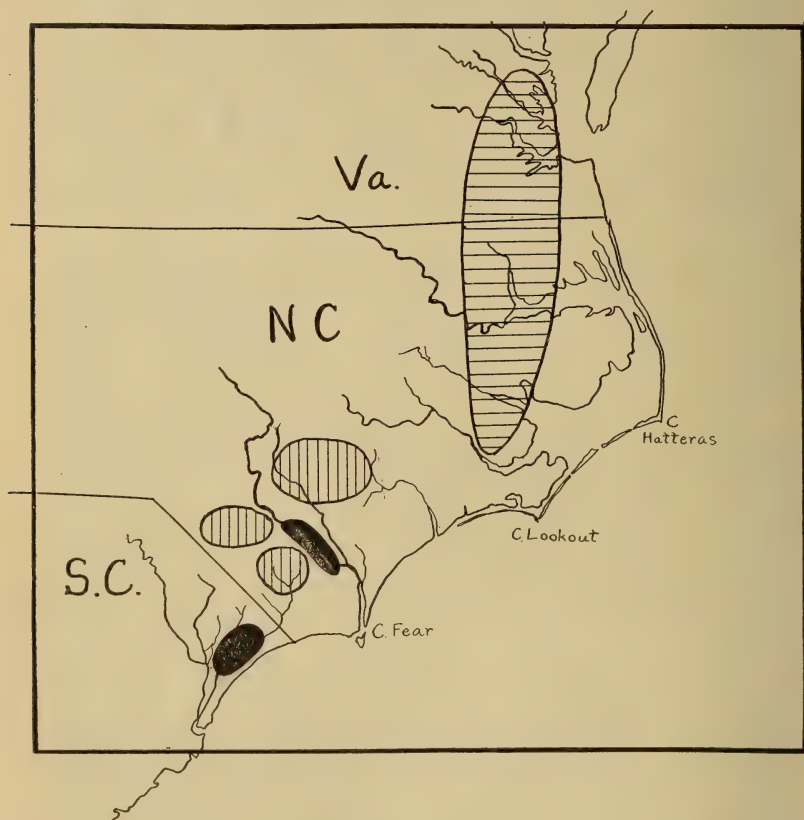 Va.
N C
C
Hatteras
C. Lookout
S.C.
C. Fear